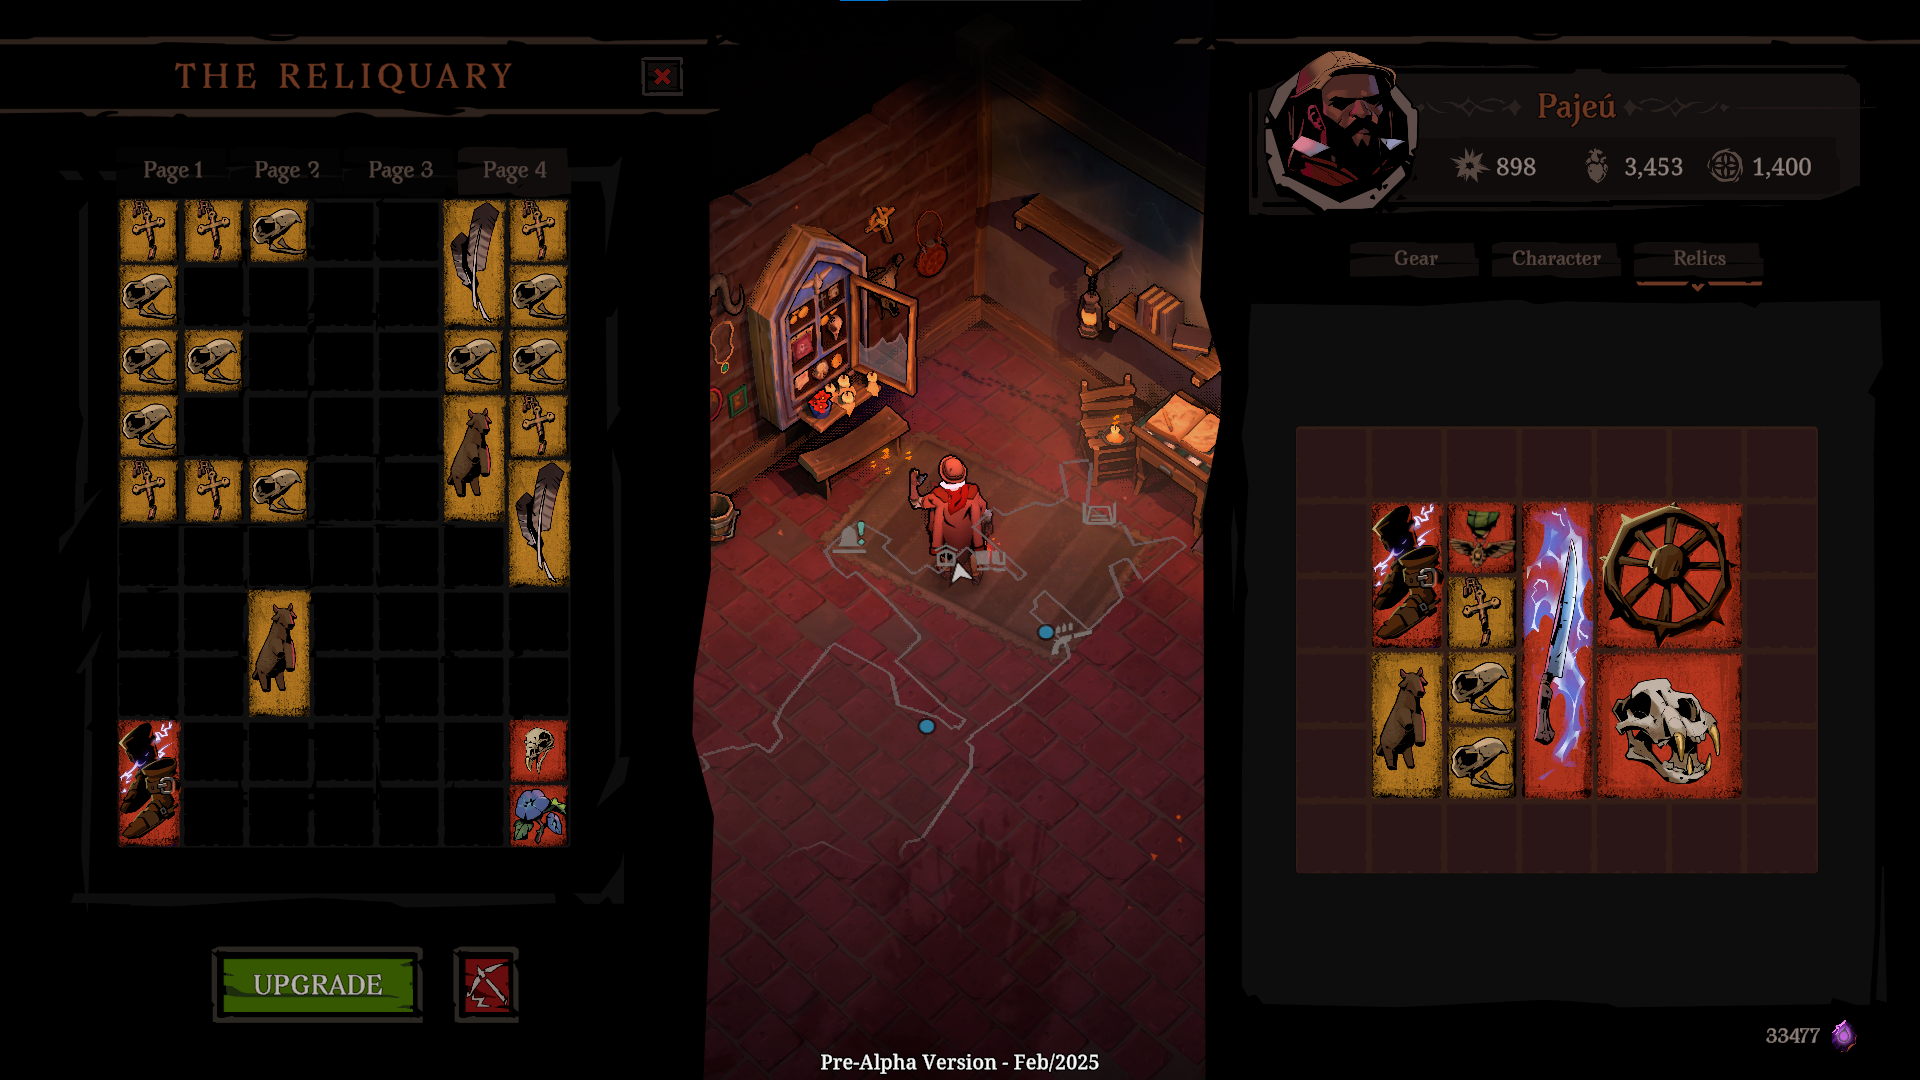 THE RELIQUARY
Page 1
Page 2
Page 3
Page 4
UPGRADE
Pajeú
898
3,453
1,400
Gear
Character
Relics
33477
Pre-Alpha Version - Feb/2025